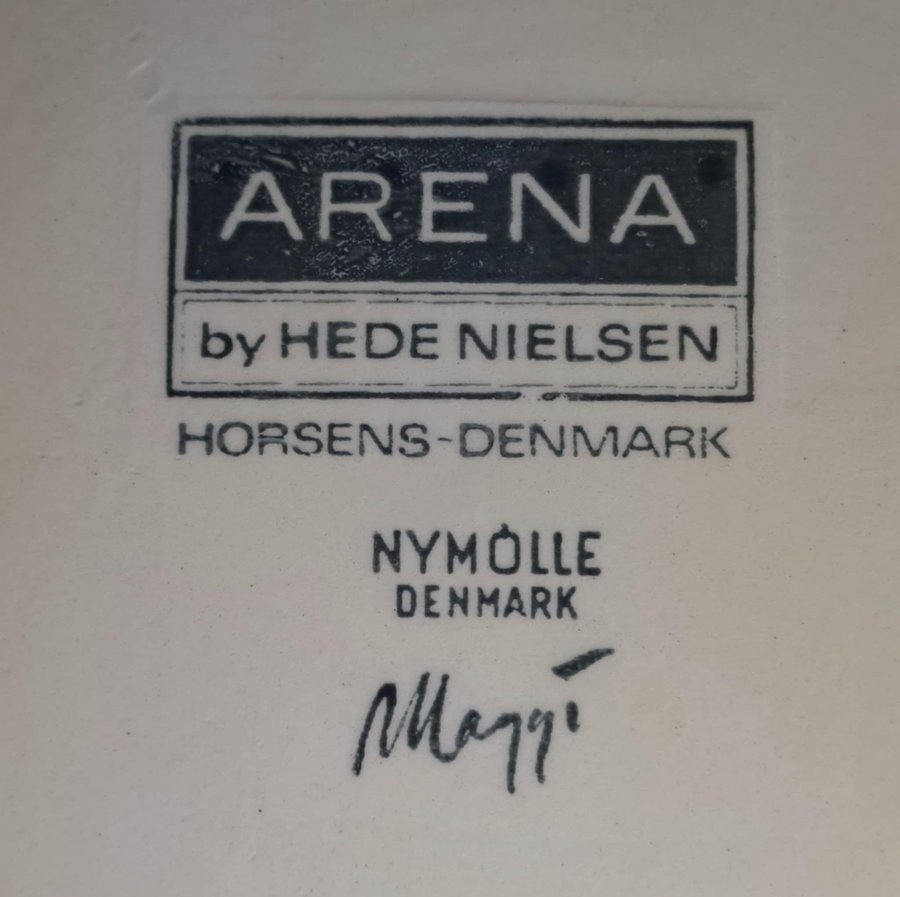 ARENA
by HEDE NIELSEN
HORSENS-DENMARK
NYMÖLLE
DENMARK
Maggi